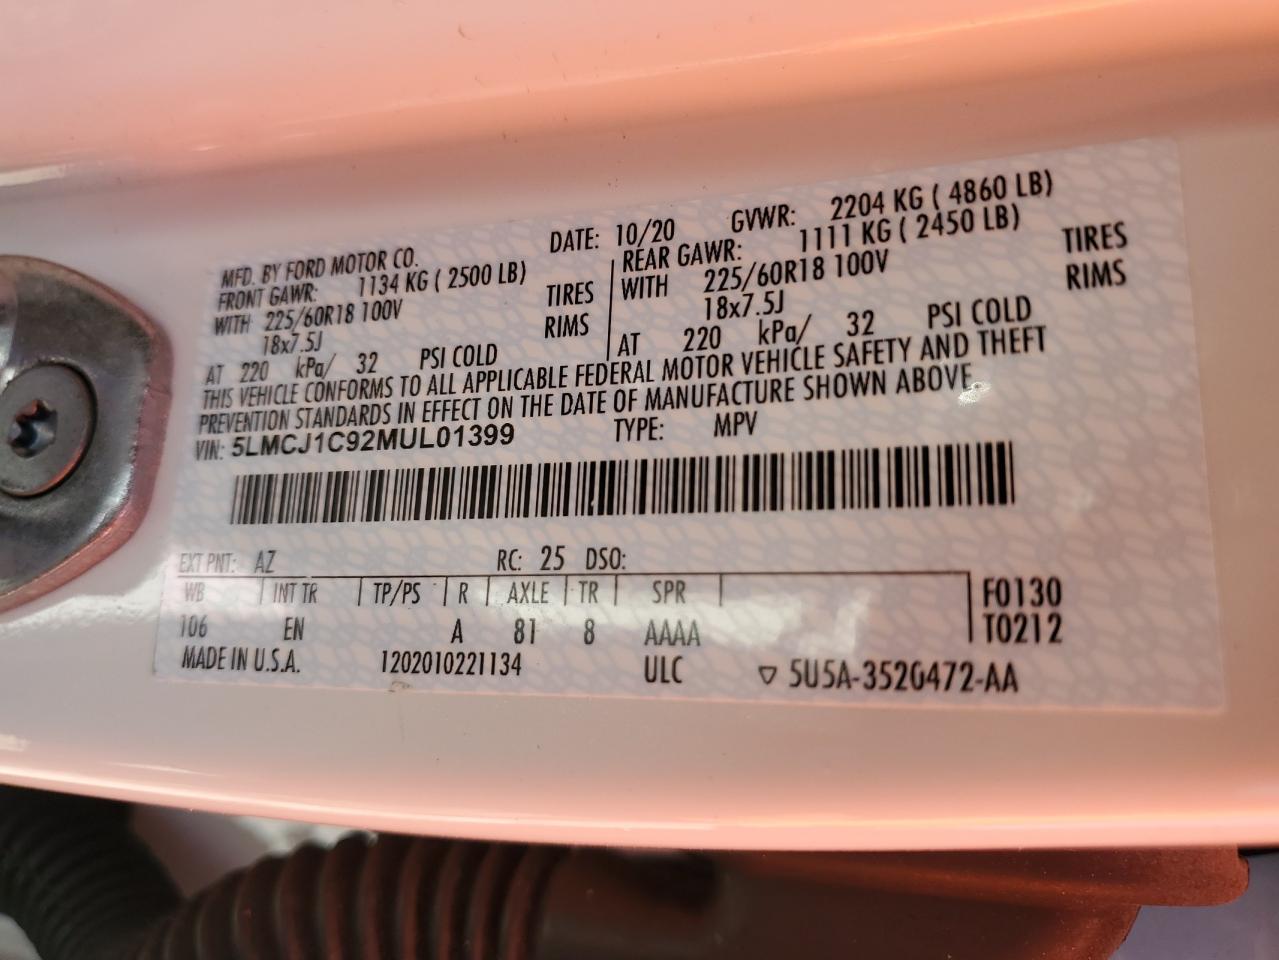 MFD. BY FORD MOTOR CO. DATE: 10/20 GVWR: 2204 KG ( 4860 LB)
FRONT GAWR: 1134 KG ( 2500 LB) REAR GAWR: 1111 KG ( 2450 LB)
WITH 225/60R18 100V TIRES WITH 225/60R18 100V TIRES
18x7.5J RIMS 18x7.5J RIMS
AT 220 kPa/ 32 PSI COLD AT 220 kPa/ 32 PSI COLD
THIS VEHICLE CONFORMS TO ALL APPLICABLE FEDERAL MOTOR VEHICLE SAFETY AND THEFT
PREVENTION STANDARDS IN EFFECT ON THE DATE OF MANUFACTURE SHOWN ABOVE.
VIN: 5LMCJ1C92MUL01399 TYPE: MPV
EXT PNT: AZ RC: 25 DSO:
WB INT TR TP/PS R AXLE TR SPR F0130
106 EN A 81 8 AAAA T0212
MADE IN U.S.A. 1202010221134 ULC ▽ 5U5A-3520472-AA